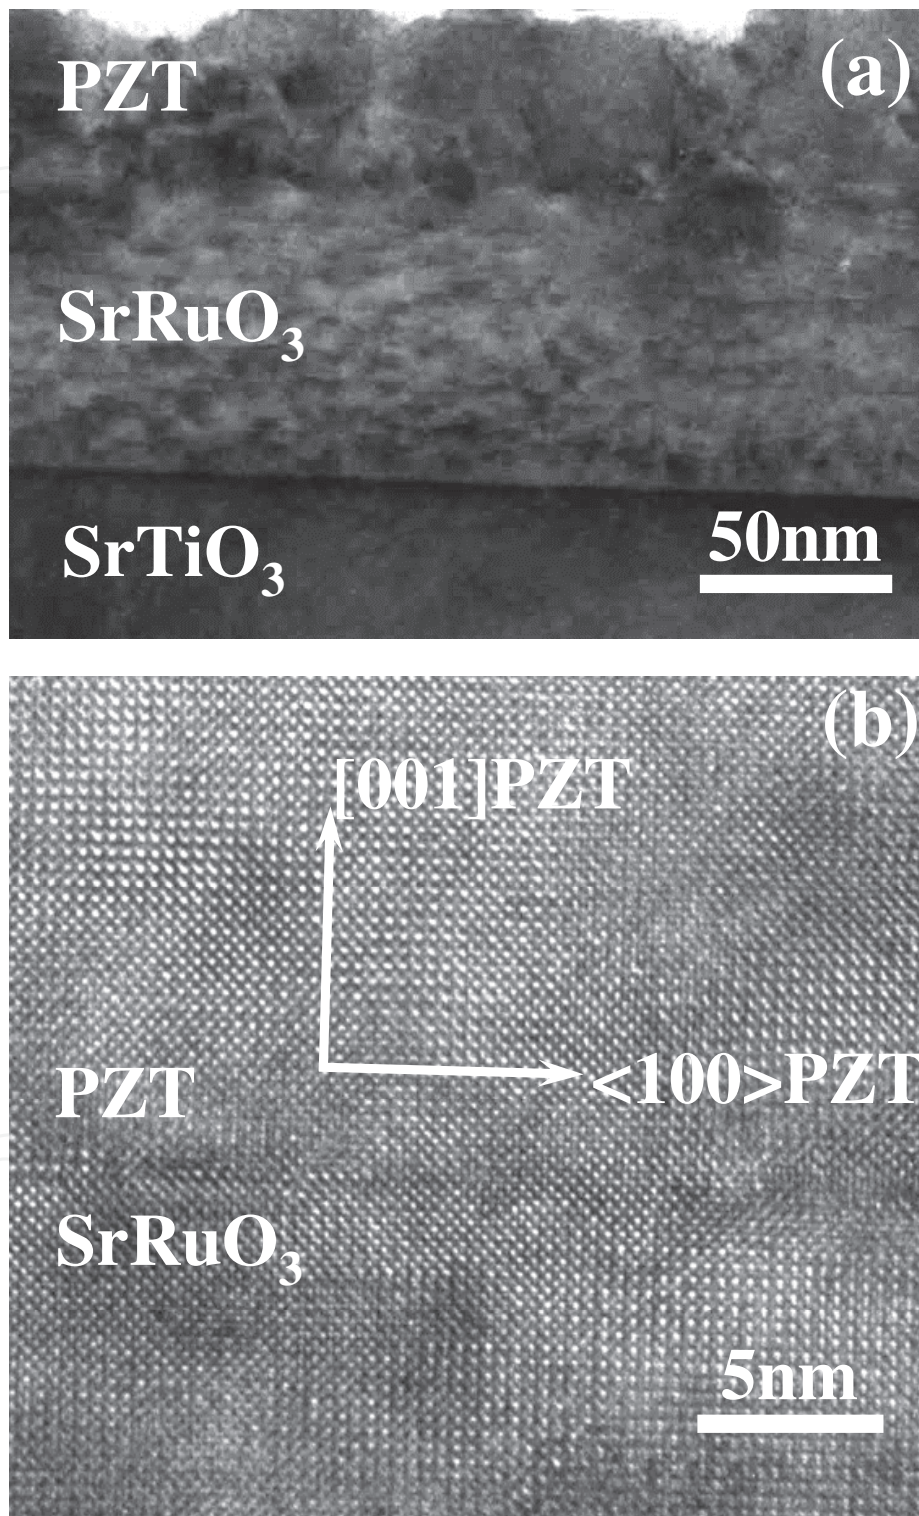 PZT
(a)
SrRuO₃
SrTiO₃
50nm
(b)
[001]PZT
PZT
<100>PZT
SrRuO₃
5nm